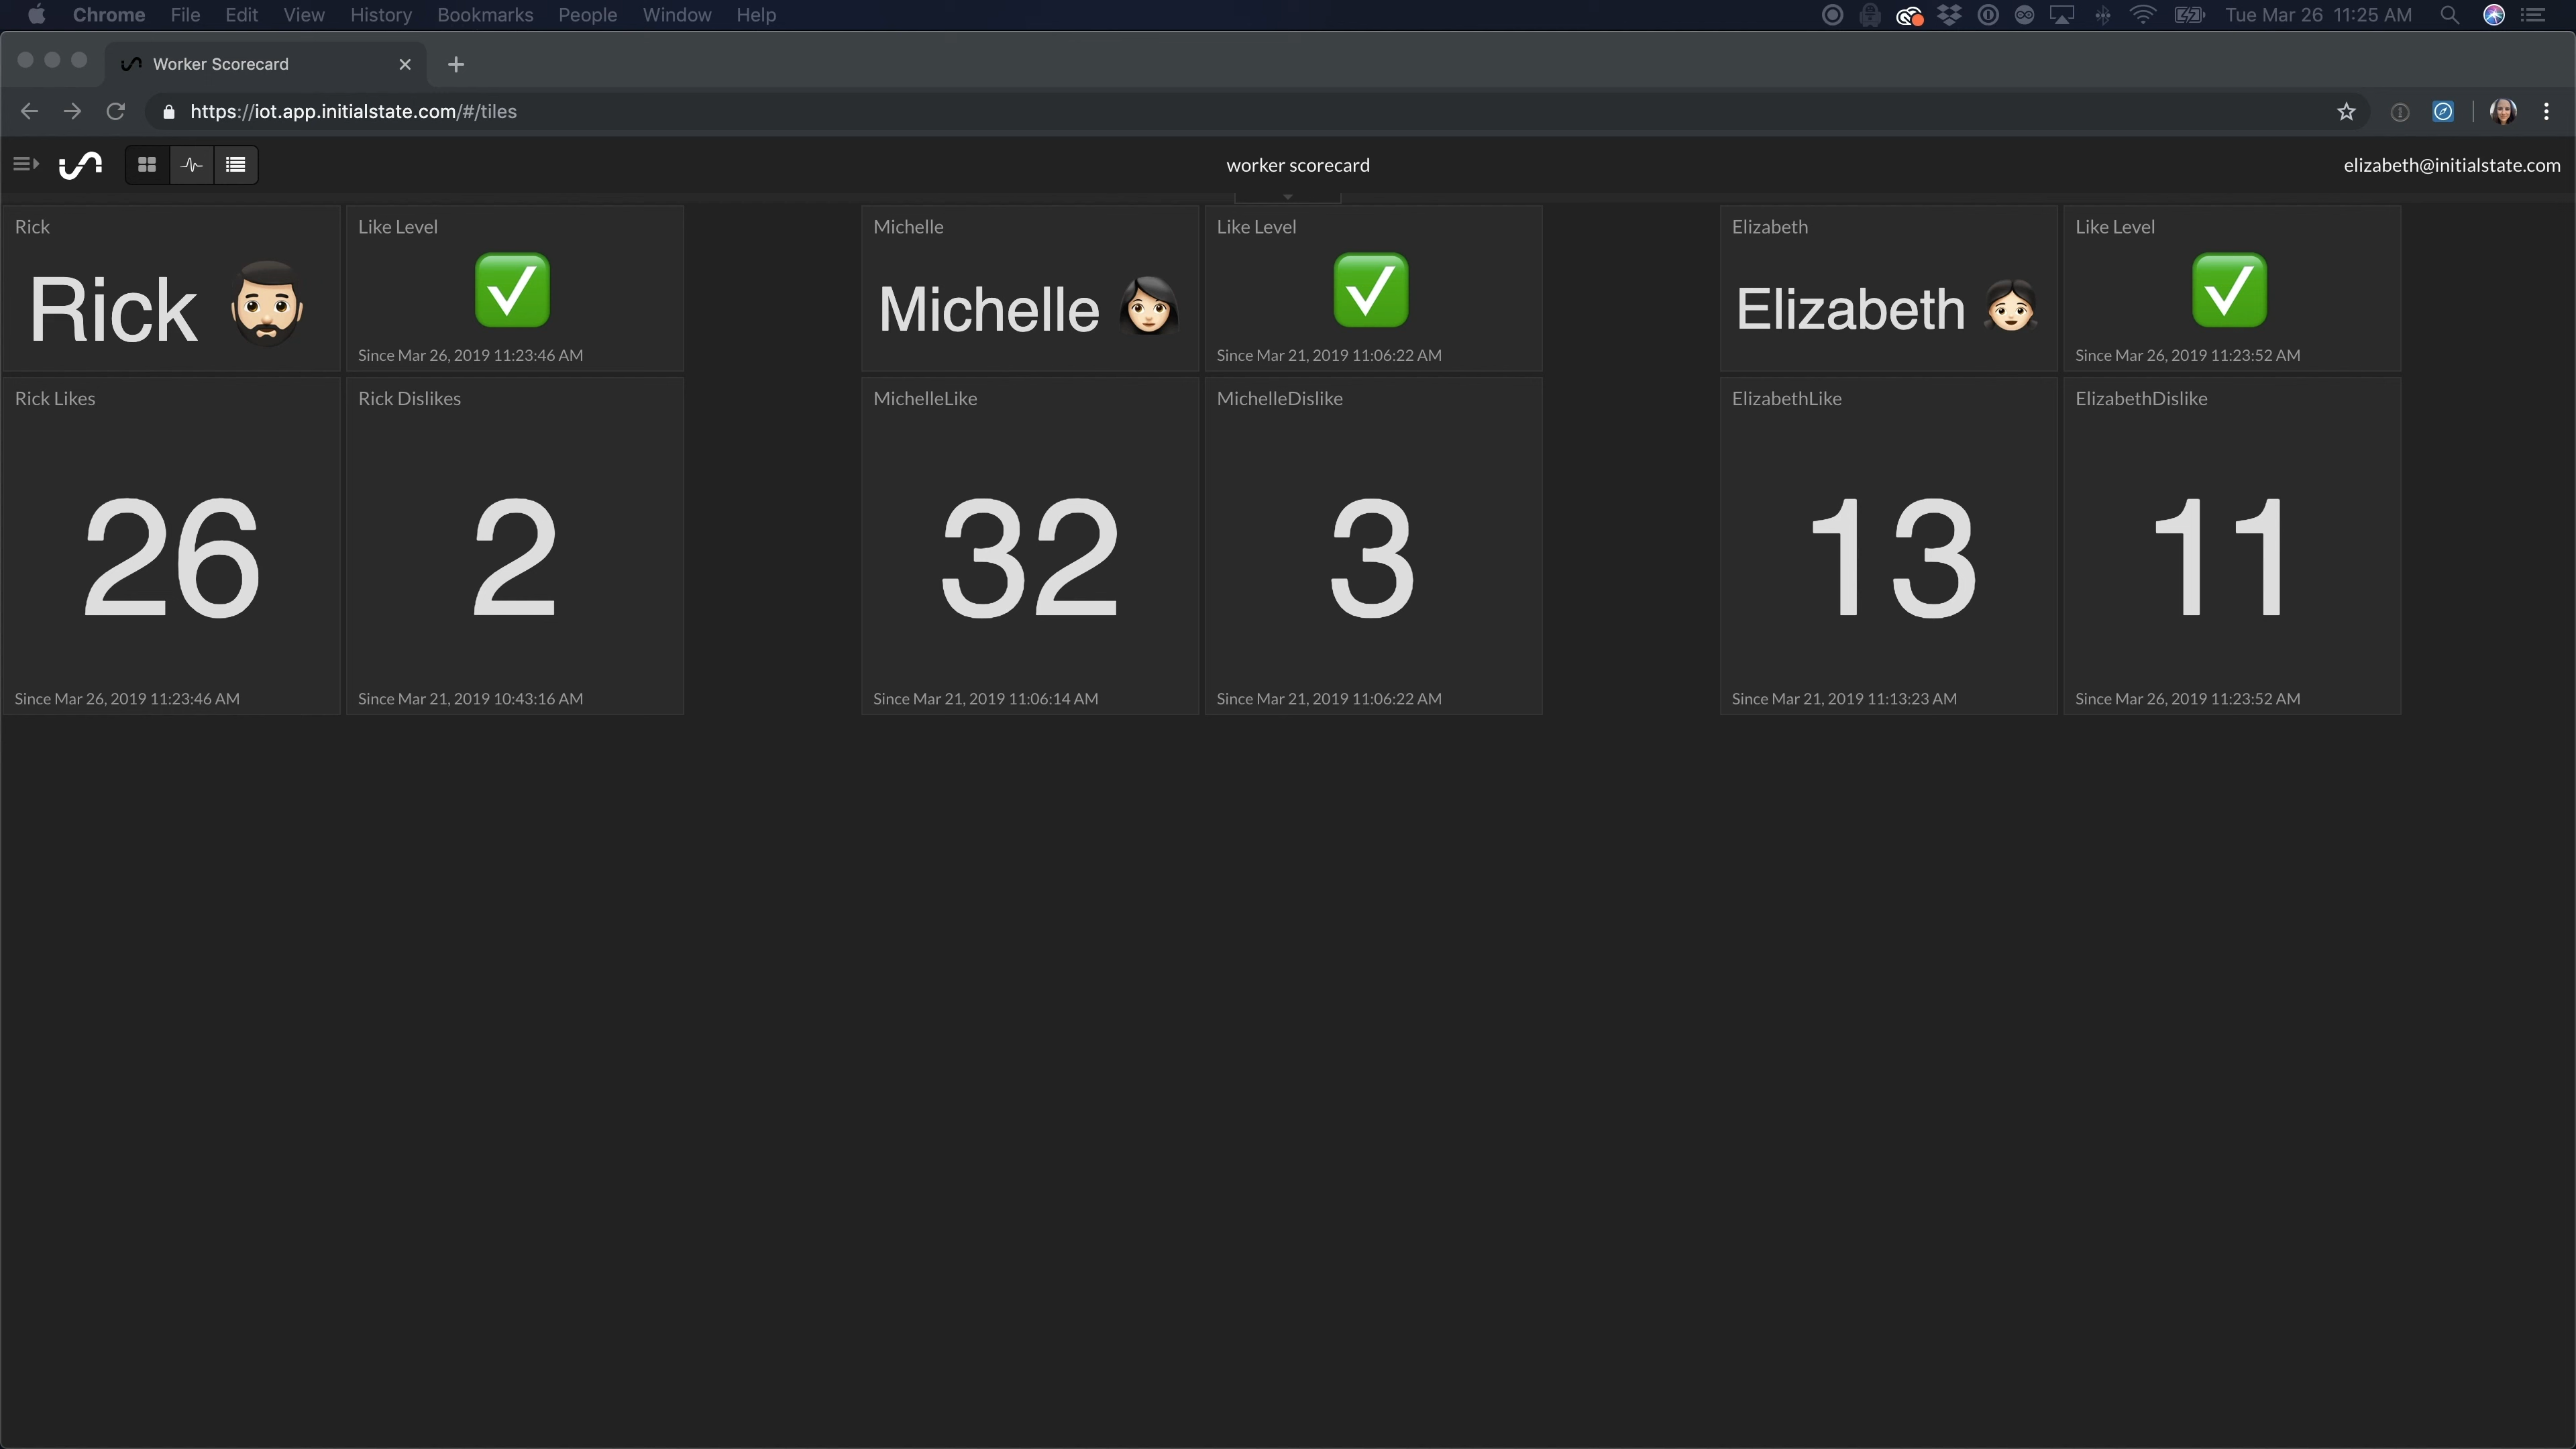 Chrome File Edit View History Bookmarks People Window Help Tue Mar 26 11:25 AM
Worker Scorecard
https://iot.app.initialstate.com/#/tiles
worker scorecard
elizabeth@initialstate.com
Rick
Rick
Like Level
Since Mar 26, 2019 11:23:46 AM
Michelle
Michelle
Like Level
Since Mar 21, 2019 11:06:22 AM
Elizabeth
Elizabeth
Like Level
Since Mar 26, 2019 11:23:52 AM
Rick Likes
26
Since Mar 26, 2019 11:23:46 AM
Rick Dislikes
2
Since Mar 21, 2019 10:43:16 AM
MichelleLike
32
Since Mar 21, 2019 11:06:14 AM
MichelleDislike
3
Since Mar 21, 2019 11:06:22 AM
ElizabethLike
13
Since Mar 21, 2019 11:13:23 AM
ElizabethDislike
11
Since Mar 26, 2019 11:23:52 AM